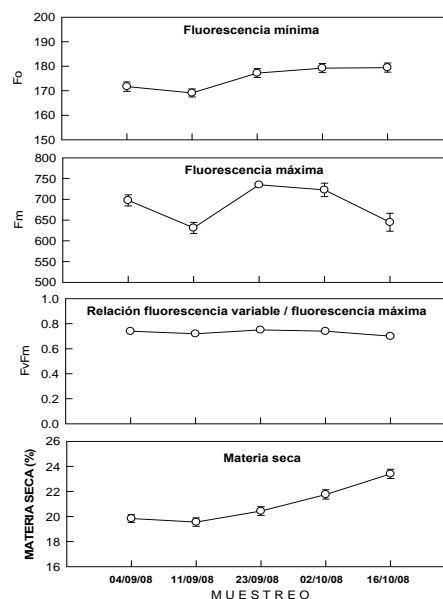 Fluorescencia mínima
Fo
200
190
180
170
160
150
Fluorescencia máxima
Fm
800
750
700
650
600
550
500
Relación fluorescencia variable / fluorescencia máxima
FvFm
1.0
0.8
0.6
0.4
0.2
0.0
Materia seca
MATERIA SECA (%)
26
24
22
20
18
16
04/09/08 11/09/08 23/09/08 02/10/08 16/10/08
MUESTREO